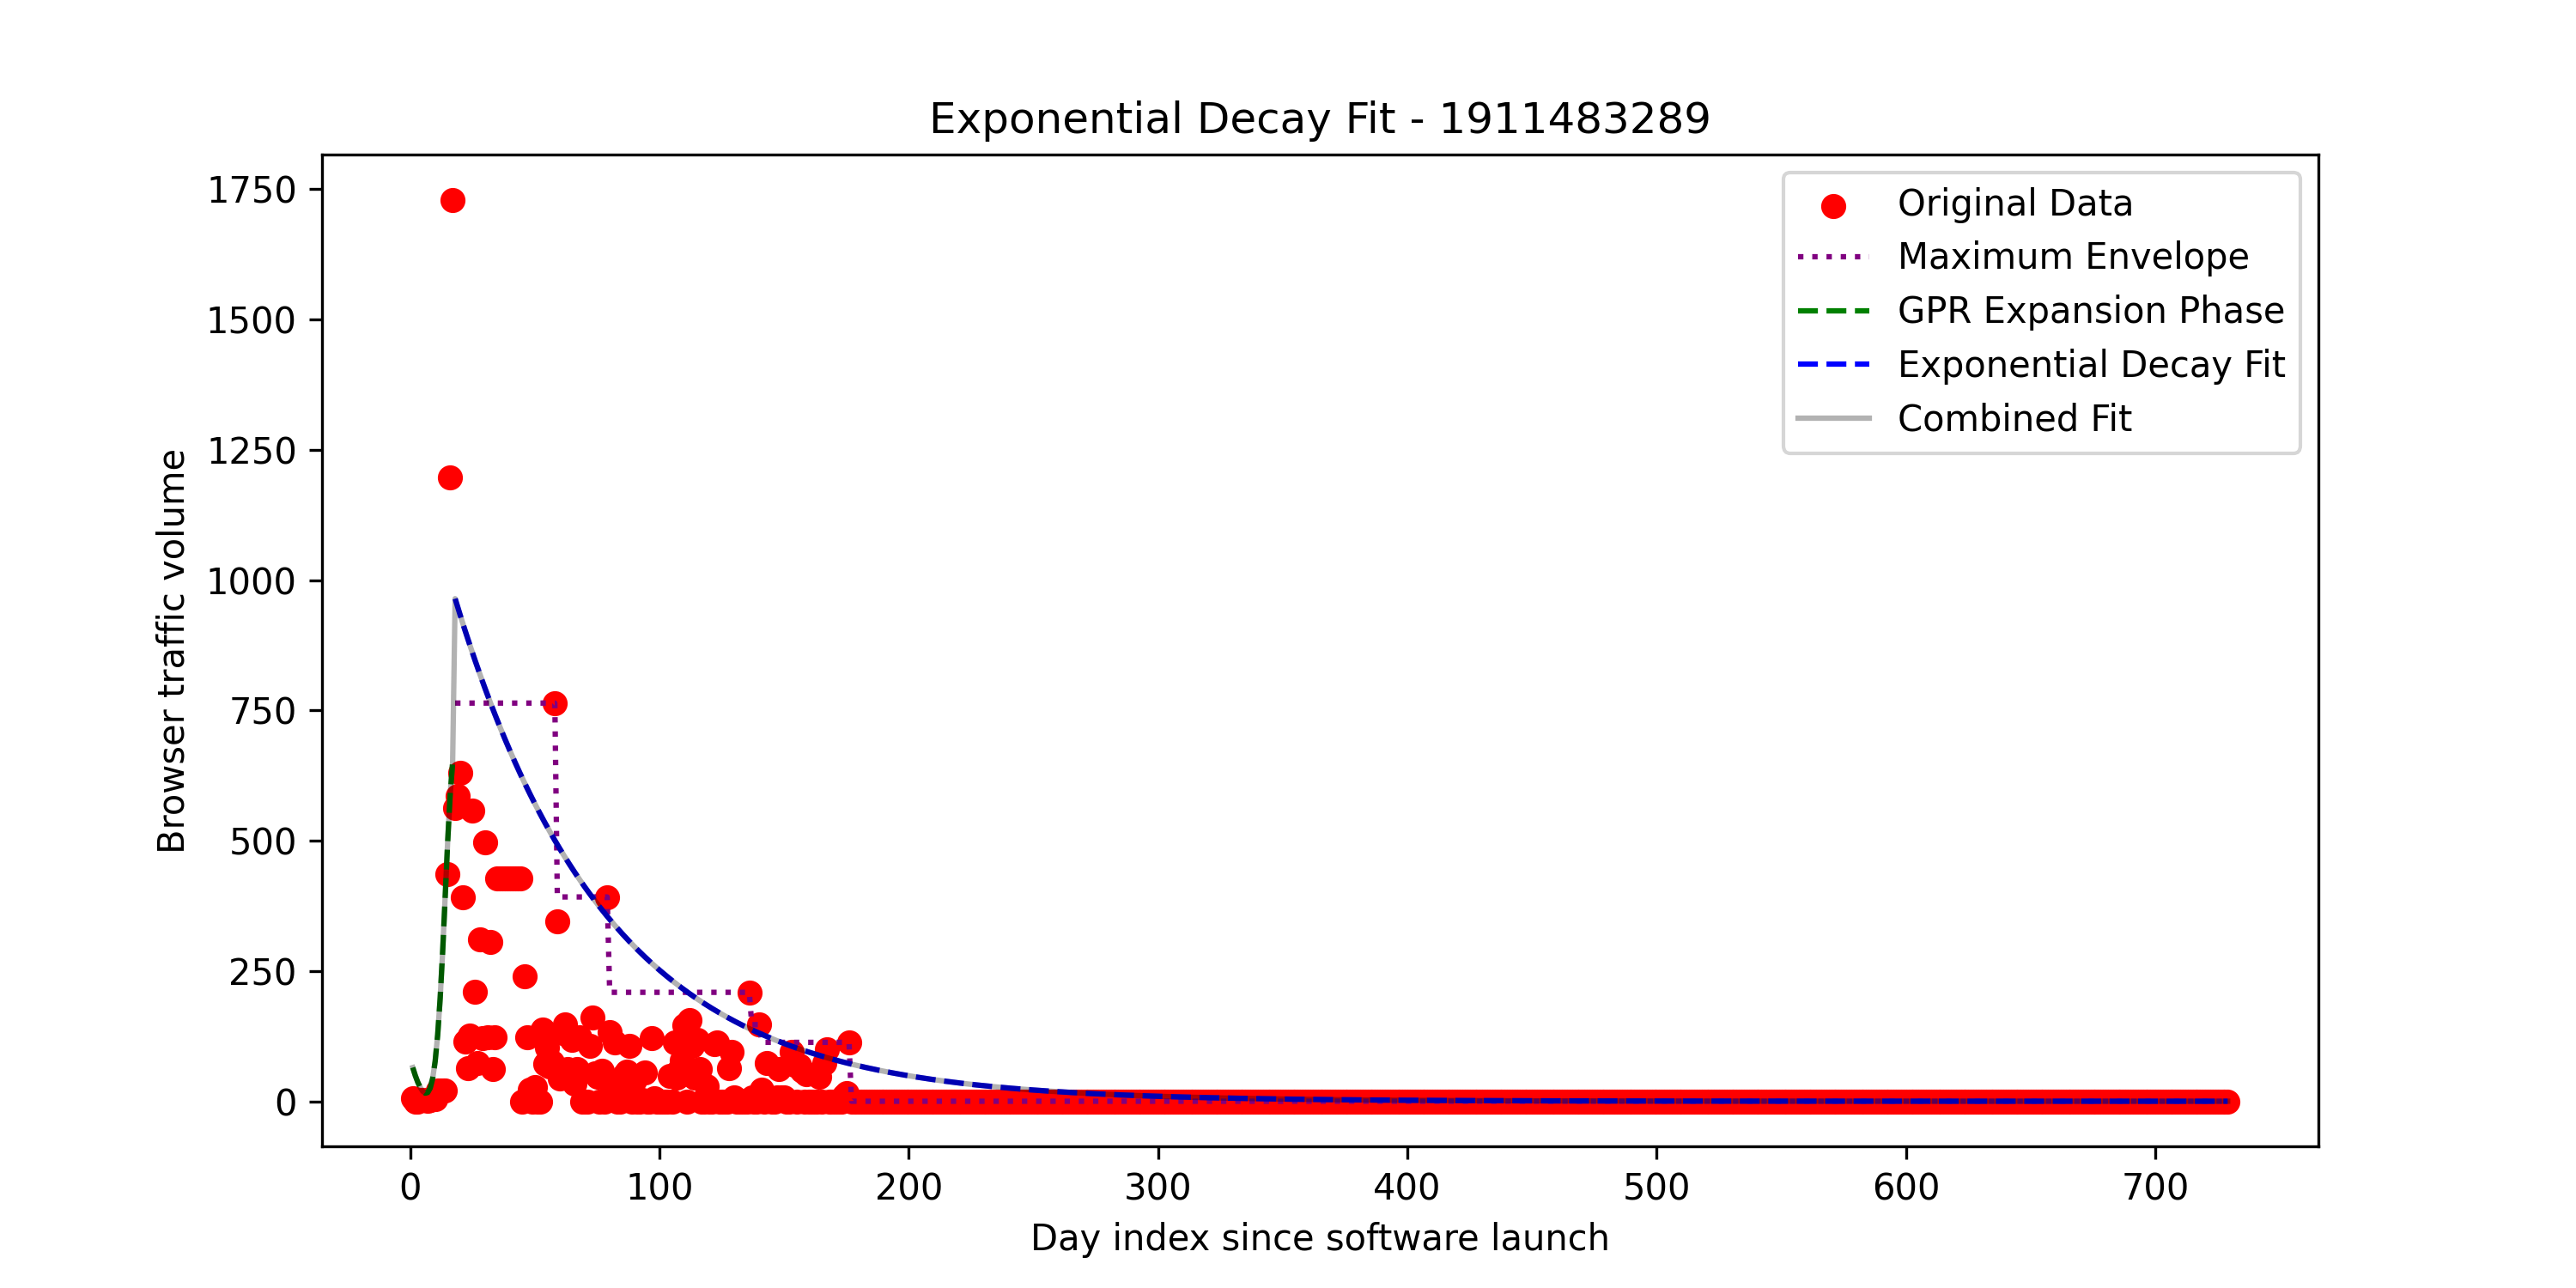 Exponential Decay Fit - 1911483289
Original Data
Maximum Envelope
GPR Expansion Phase
Exponential Decay Fit
Combined Fit
Browser traffic volume
1750
1500
1250
1000
750
500
250
0
0 100 200 300 400 500 600 700
Day index since software launch